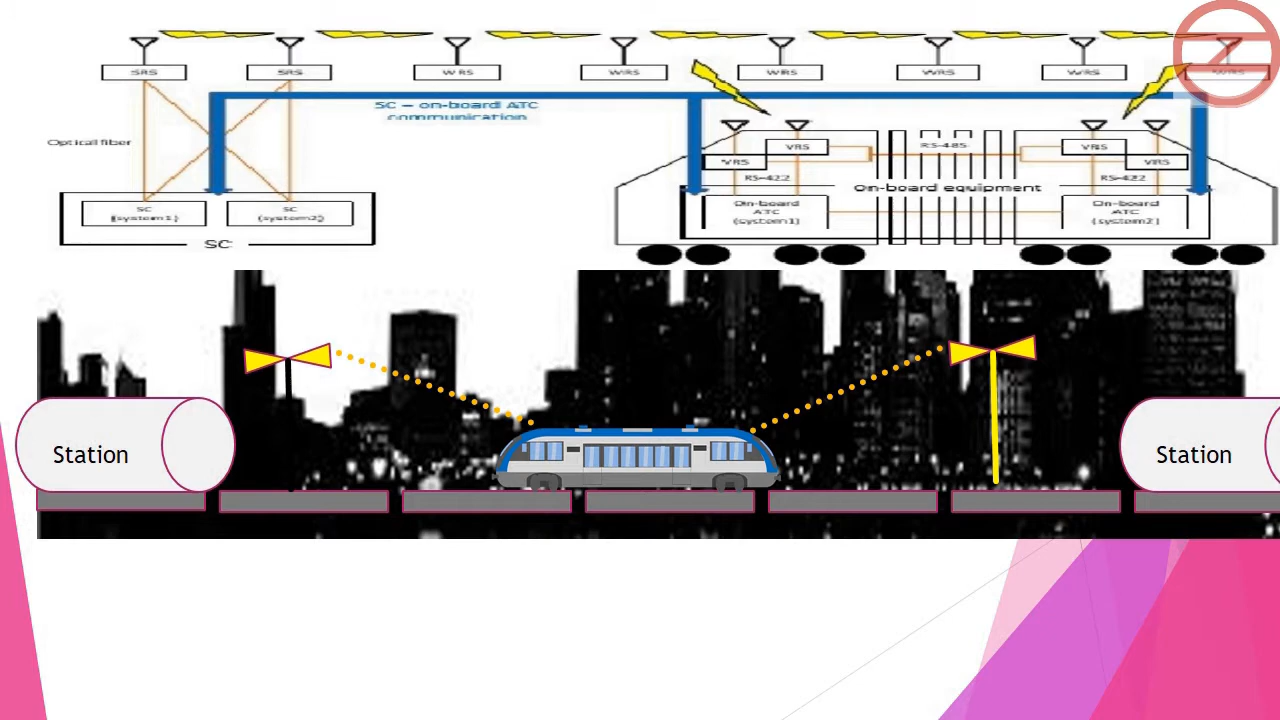 SRS
SRS
WRS
WRS
WRS
WRS
WRS
WRS
SC – on-board ATC
communication
Optical fiber
VRS
VRS
RS-422
RS-485
VRS
VRS
RS-422
On-board equipment
SC
(system1)
SC
(system2)
SC
On-board
ATC
(system1)
On-board
ATC
(system2)
Station
Station
Z